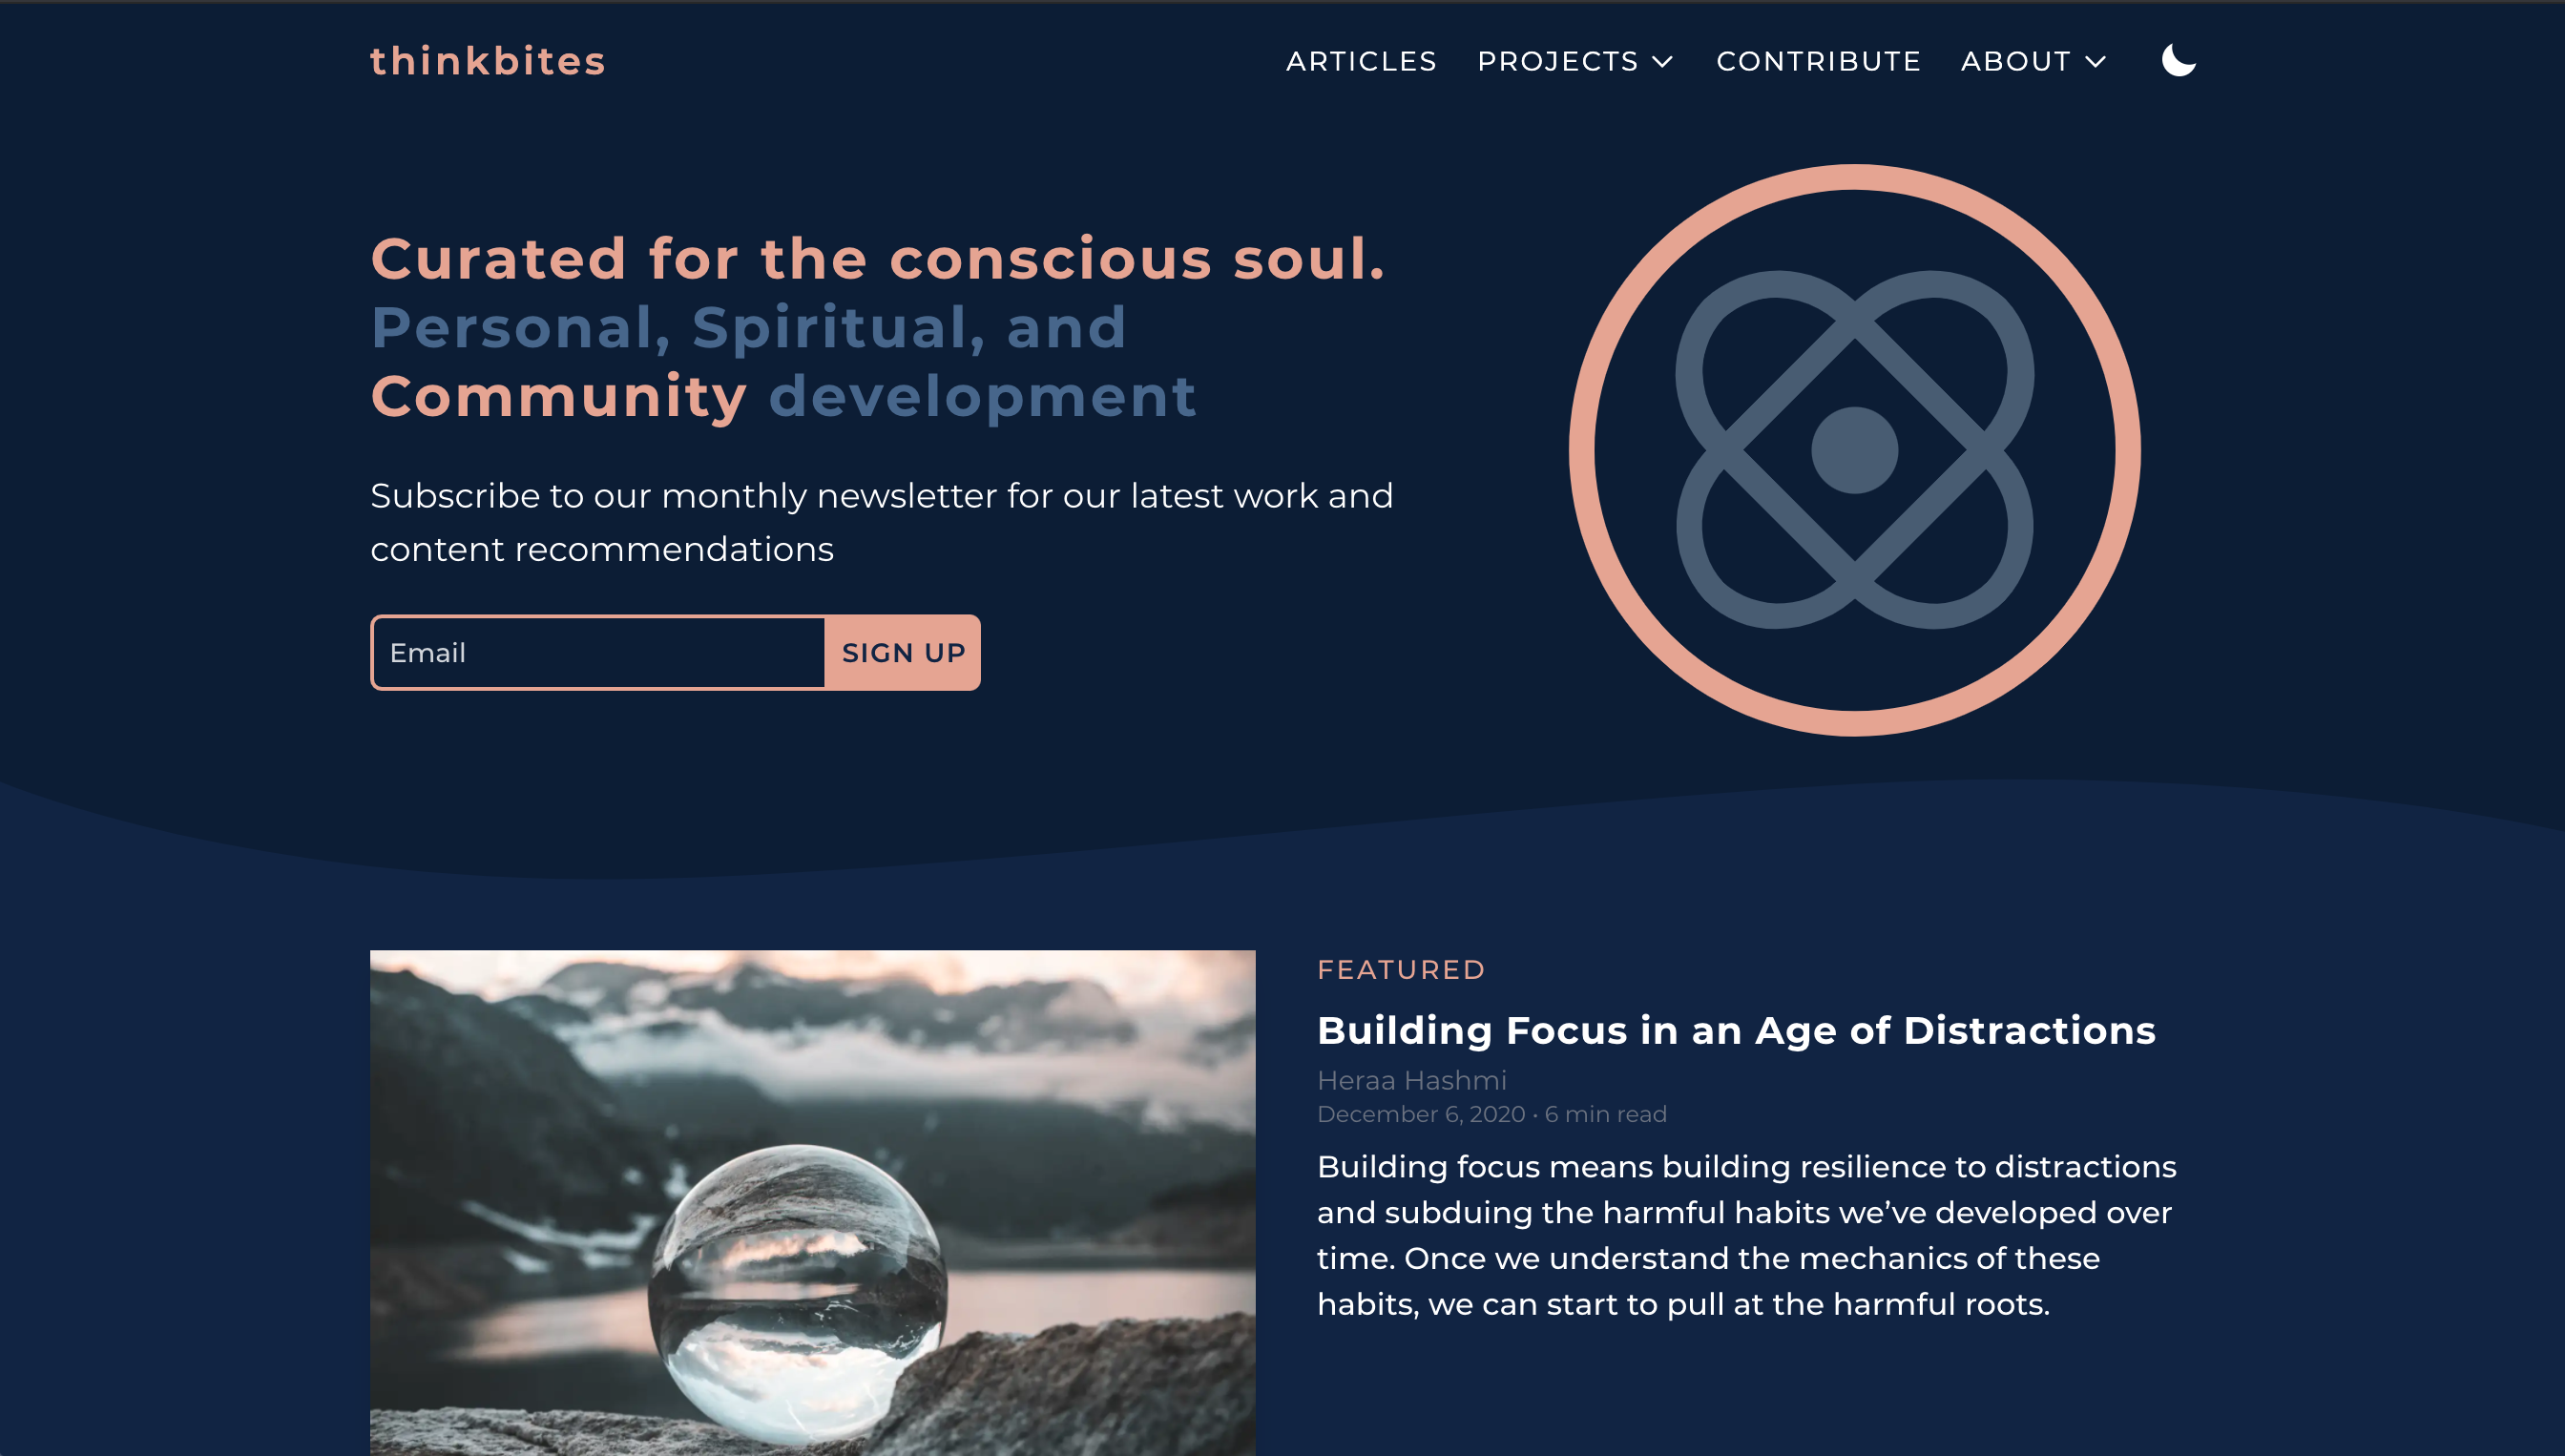 thinkbites
ARTICLES PROJECTS CONTRIBUTE ABOUT
Curated for the conscious soul.
Personal, Spiritual, and
Community development
Subscribe to our monthly newsletter for our latest work and
content recommendations
Email SIGN UP
FEATURED
Building Focus in an Age of Distractions
Heraa Hashmi
December 6, 2020 • 6 min read
Building focus means building resilience to distractions
and subduing the harmful habits we’ve developed over
time. Once we understand the mechanics of these
habits, we can start to pull at the harmful roots.